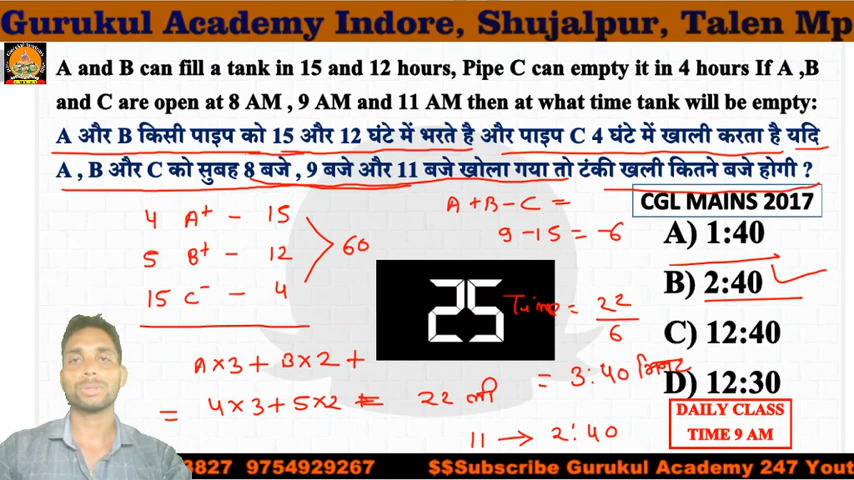 Gurukul Academy Indore, Shujalpur, Talen Mp
A and B can fill a tank in 15 and 12 hours, Pipe C can empty it in 4 hours If A ,B
and C are open at 8 AM , 9 AM and 11 AM then at what time tank will be empty:
A और B किसी पाइप को 15 और 12 घंटे में भरते है और पाइप C 4 घंटे में खाली करता है यदि
A , B और C को सुबह 8 बजे , 9 बजे और 11 बजे खोला गया तो टंकी खली कितने बजे होगी ?
CGL MAINS 2017
4 A+ - 15
5 B+ - 12
15 C- - 4
60
A+B-C =
9-15 = -6
A) 1:40
B) 2:40
C) 12:40
D) 12:30
25
Time = 22
6
A×3 + B×2 +
= 4×3+5×2 = 22 ली
= 3:40 मिनट
11 → 2:40
DAILY CLASS
TIME 9 AM
3827 9754929267 $$Subscribe Gurukul Academy 247 Yout